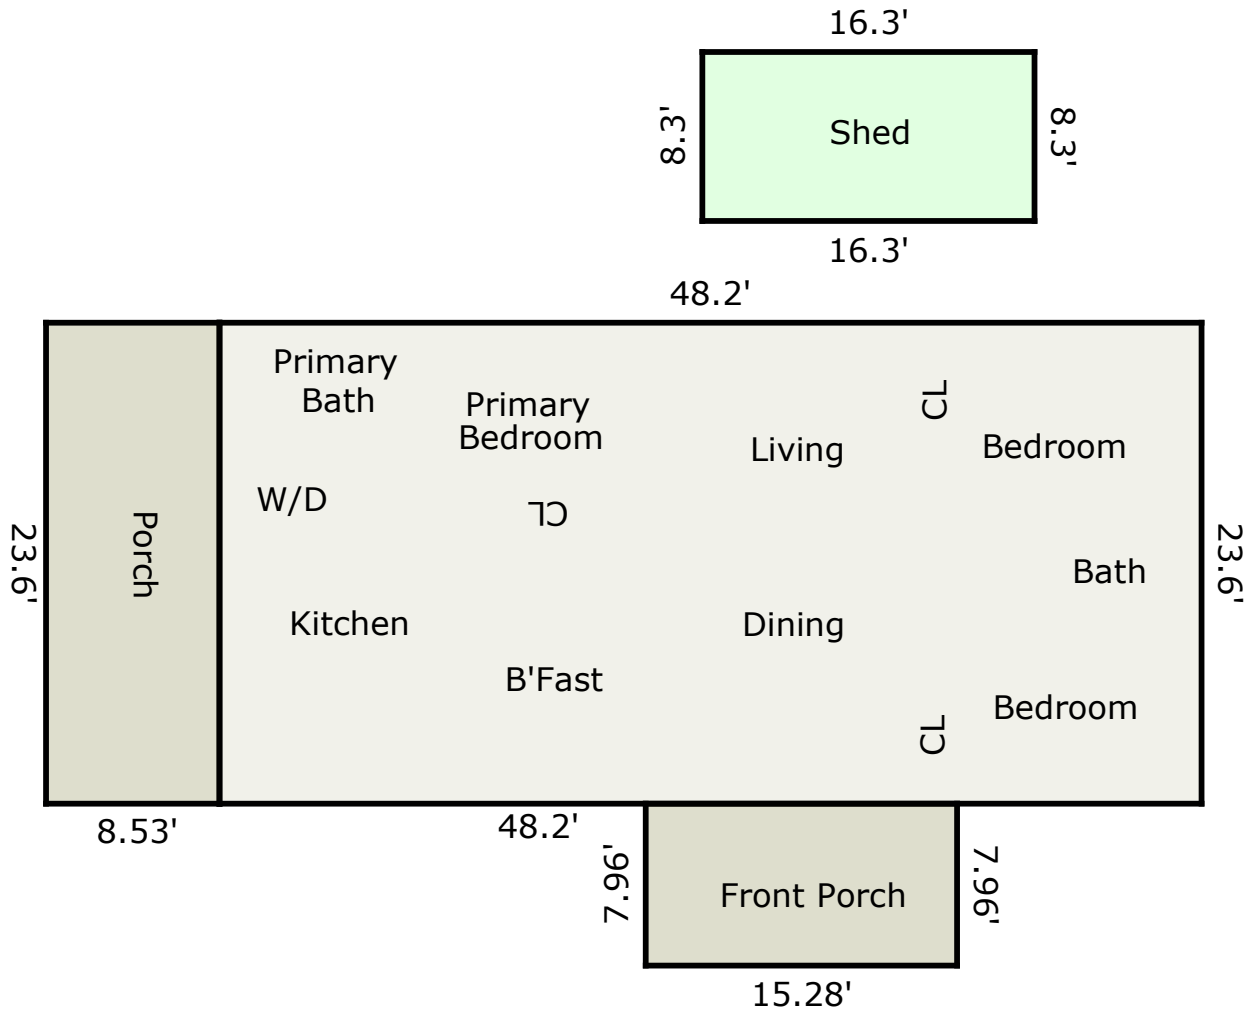 16.3'
8.3'
Shed
8.3'
16.3'
48.2'
Primary
Bath
Primary
Bedroom
CL
Living
Bedroom
W/D
CL
23.6'
Porch
23.6'
Bath
Kitchen
Dining
B'Fast
Bedroom
CL
8.53'
48.2'
7.96'
Front Porch
7.96'
15.28'